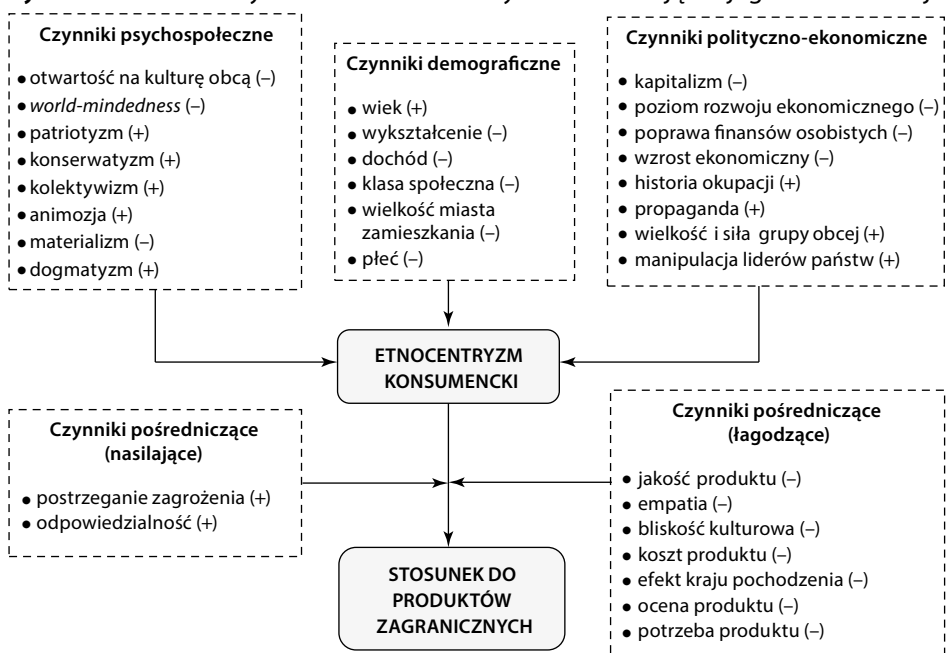 Czynniki psychospołeczne
• otwartość na kulturę obcą (–)
• world-mindedness (–)
• patriotyzm (+)
• konserwatyzm (+)
• kolektywizm (+)
• animozja (+)
• materializm (–)
• dogmatyzm (+)
Czynniki demograficzne
• wiek (+)
• wykształcenie (–)
• dochód (–)
• klasa społeczna (–)
• wielkość miasta
zamieszkania (–)
• płeć (–)
Czynniki polityczno-ekonomiczne
• kapitalizm (–)
• poziom rozwoju ekonomicznego (–)
• poprawa finansów osobistych (–)
• wzrost ekonomiczny (–)
• historia okupacji (+)
• propaganda (+)
• wielkość i siła grupy obcej (+)
• manipulacja liderów państw (+)
ETNOCENTRYZM
KONSUMENCKI
Czynniki pośredniczące
(nasilające)
• postrzeganie zagrożenia (+)
• odpowiedzialność (+)
Czynniki pośredniczące
(łagodzące)
• jakość produktu (–)
• empatia (–)
• bliskość kulturowa (–)
• koszt produktu (–)
• efekt kraju pochodzenia (–)
• ocena produktu (–)
• potrzeba produktu (–)
STOSUNEK DO
PRODUKTÓW
ZAGRANICZNYCH